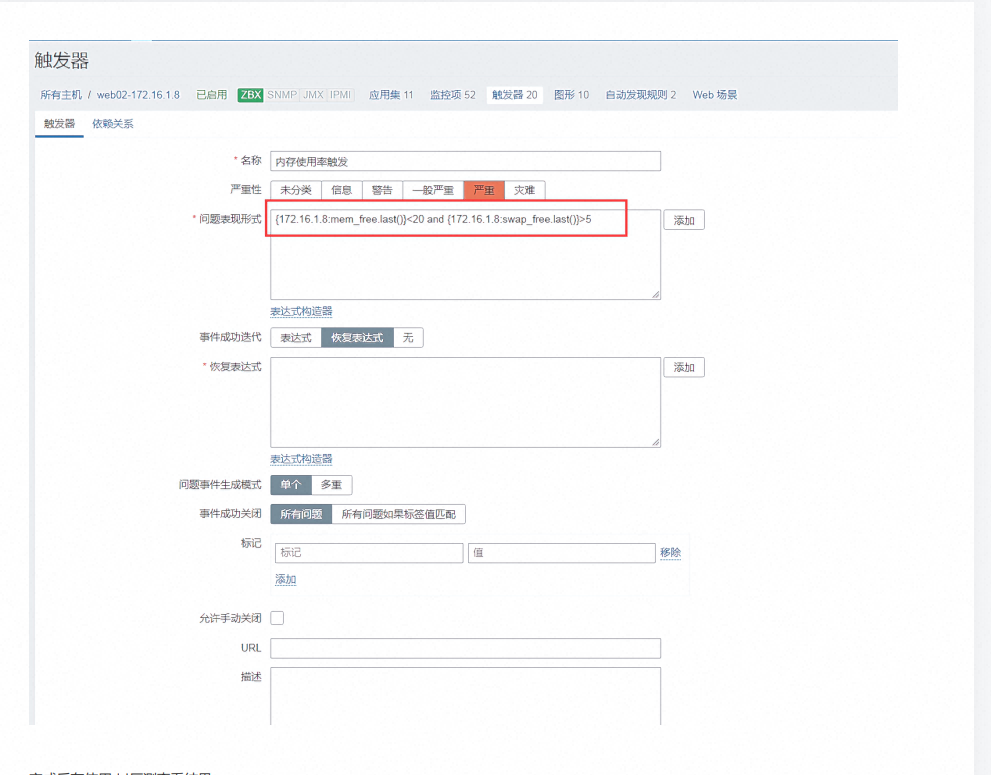 触发器
所有主机 / web02-172.16.1.8 已启用 ZBX SNMP JMX IPMI 应用集 11 监控项 52 触发器 20 图形 10 自动发现规则 2 Web 场景
触发器 依赖关系
* 名称 内存使用率触发
严重性 未分类 信息 警告 一般严重 严重 灾难
* 问题表现形式 {172.16.1.8:mem_free.last()}<20 and {172.16.1.8:swap_free.last()}>5 添加
表达式构造器
事件成功迭代 表达式 恢复表达式 无
* 恢复表达式 添加
表达式构造器
问题事件生成模式 单个 多重
事件成功关闭 所有问题 所有问题如果标签值匹配
标记 标记 值 移除
添加
允许手动关闭
URL
描述